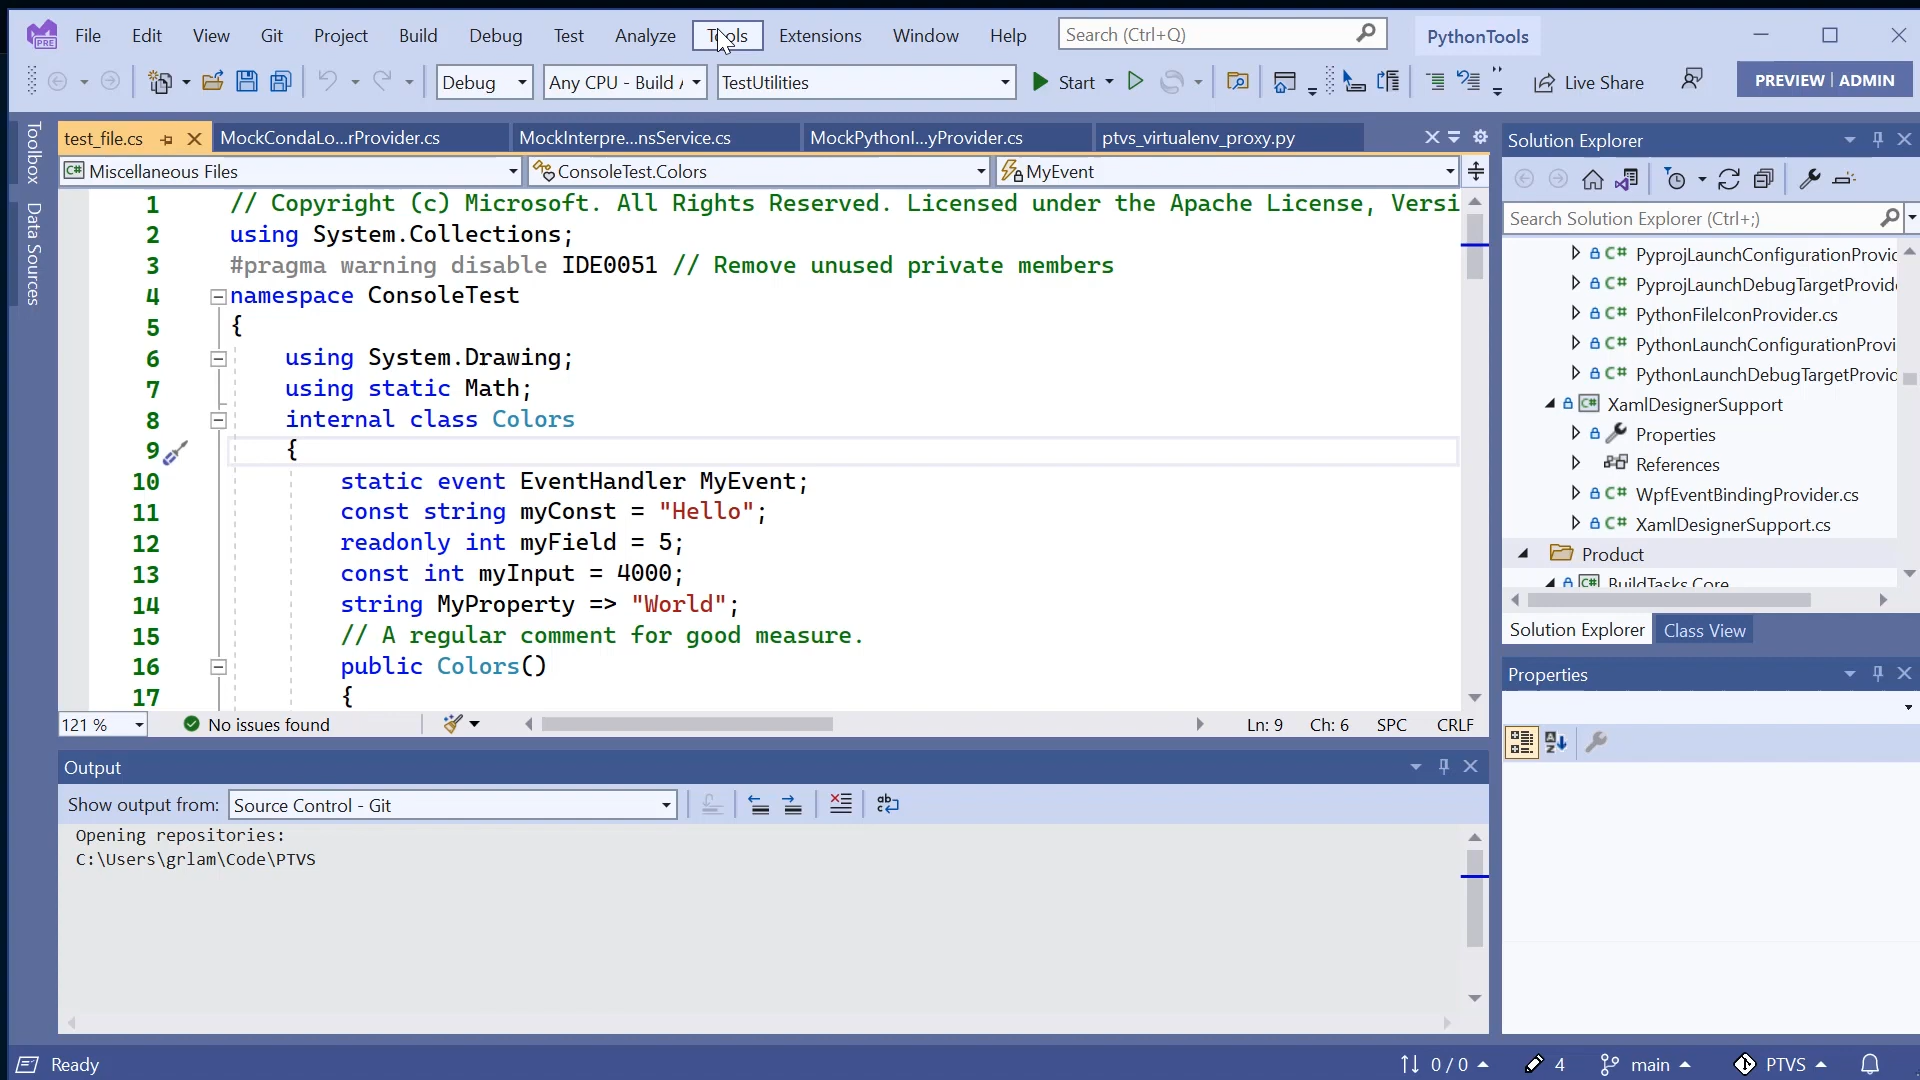 PRE File Edit View Git Project Build Debug Test Analyze Tools Extensions Window Help Search (Ctrl+Q) PythonTools
Debug Any CPU - Build TestUtilities Start Live Share PREVIEW | ADMIN
Toolbox
Data Sources
test_file.cs MockCondaLo...rProvider.cs MockInterpre...nsService.cs MockPythonI...yProvider.cs ptvs_virtualenv_proxy.py
Miscellaneous Files ConsoleTest.Colors MyEvent
1 // Copyright (c) Microsoft. All Rights Reserved. Licensed under the Apache License, Versi
2 using System.Collections;
3 #pragma warning disable IDE0051 // Remove unused private members
4 namespace ConsoleTest
5 {
6 using System.Drawing;
7 using static Math;
8 internal class Colors
9 {
10 static event EventHandler MyEvent;
11 const string myConst = "Hello";
12 readonly int myField = 5;
13 const int myInput = 4000;
14 string MyProperty => "World";
15 // A regular comment for good measure.
16 public Colors()
17 {
121 % No issues found Ln: 9 Ch: 6 SPC CRLF
Output
Show output from: Source Control - Git
Opening repositories:
C:\Users\grlam\Code\PTVS
Solution Explorer
Search Solution Explorer (Ctrl+;)
C# PyprojLaunchConfigurationProvic
C# PyprojLaunchDebugTargetProvid
C# PythonFileIconProvider.cs
C# PythonLaunchConfigurationProvi
C# PythonLaunchDebugTargetProvic
C# XamlDesignerSupport
Properties
References
C# WpfEventBindingProvider.cs
C# XamlDesignerSupport.cs
Product
C# BuildTasks.Core
Solution Explorer Class View
Properties
Ready 0 / 0 4 main PTVS